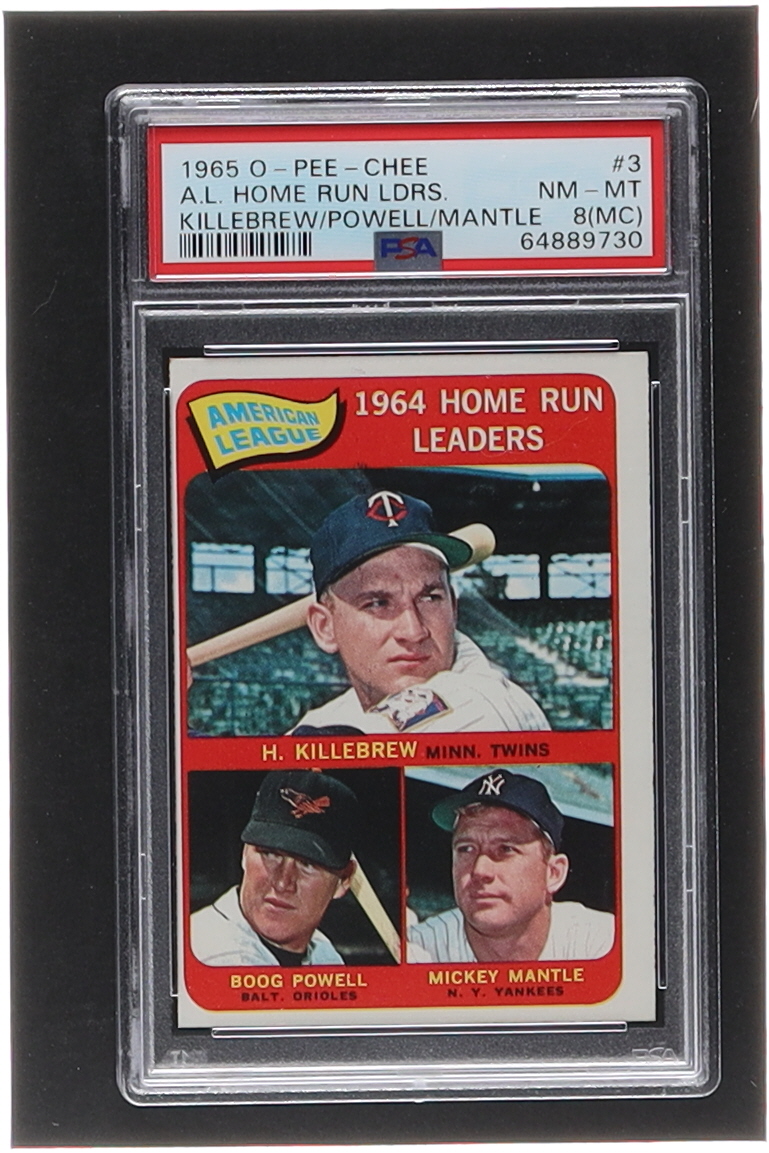 1965 O-PEE-CHEE #3
A.L. HOME RUN LDRS. NM-MT
KILLEBREW/POWELL/MANTLE 8(MC)
PSA 64889730
AMERICAN LEAGUE
1964 HOME RUN
LEADERS
H. KILLEBREW MINN. TWINS
BOOG POWELL
BALT. ORIOLES
MICKEY MANTLE
N. Y. YANKEES
PSA